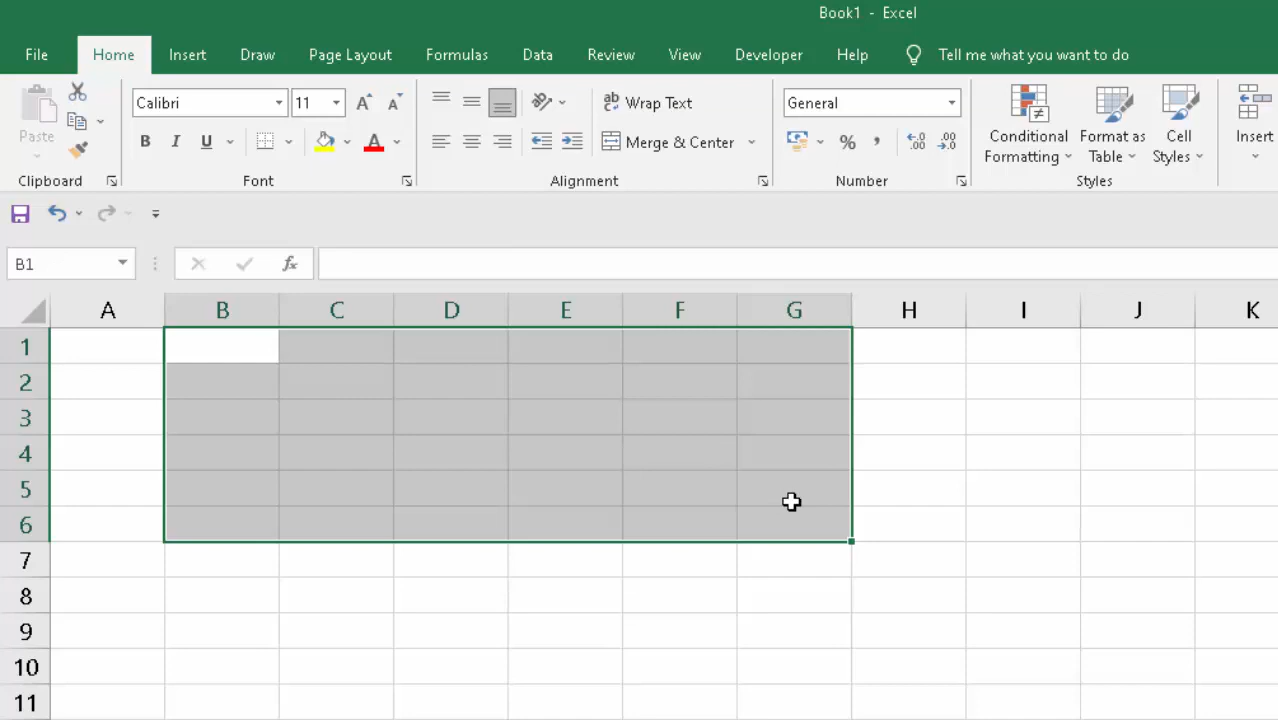 Book1 - Excel
File Home Insert Draw Page Layout Formulas Data Review View Developer Help Tell me what you want to do
Paste
Calibri 11
B I U
ab Wrap Text
Merge & Center
General
%
Conditional Formatting
Format as Table
Cell Styles
Insert
Clipboard Font Alignment Number Styles
B1 fx
A B C D E F G H I J K
1
2
3
4
5
6
7
8
9
10
11